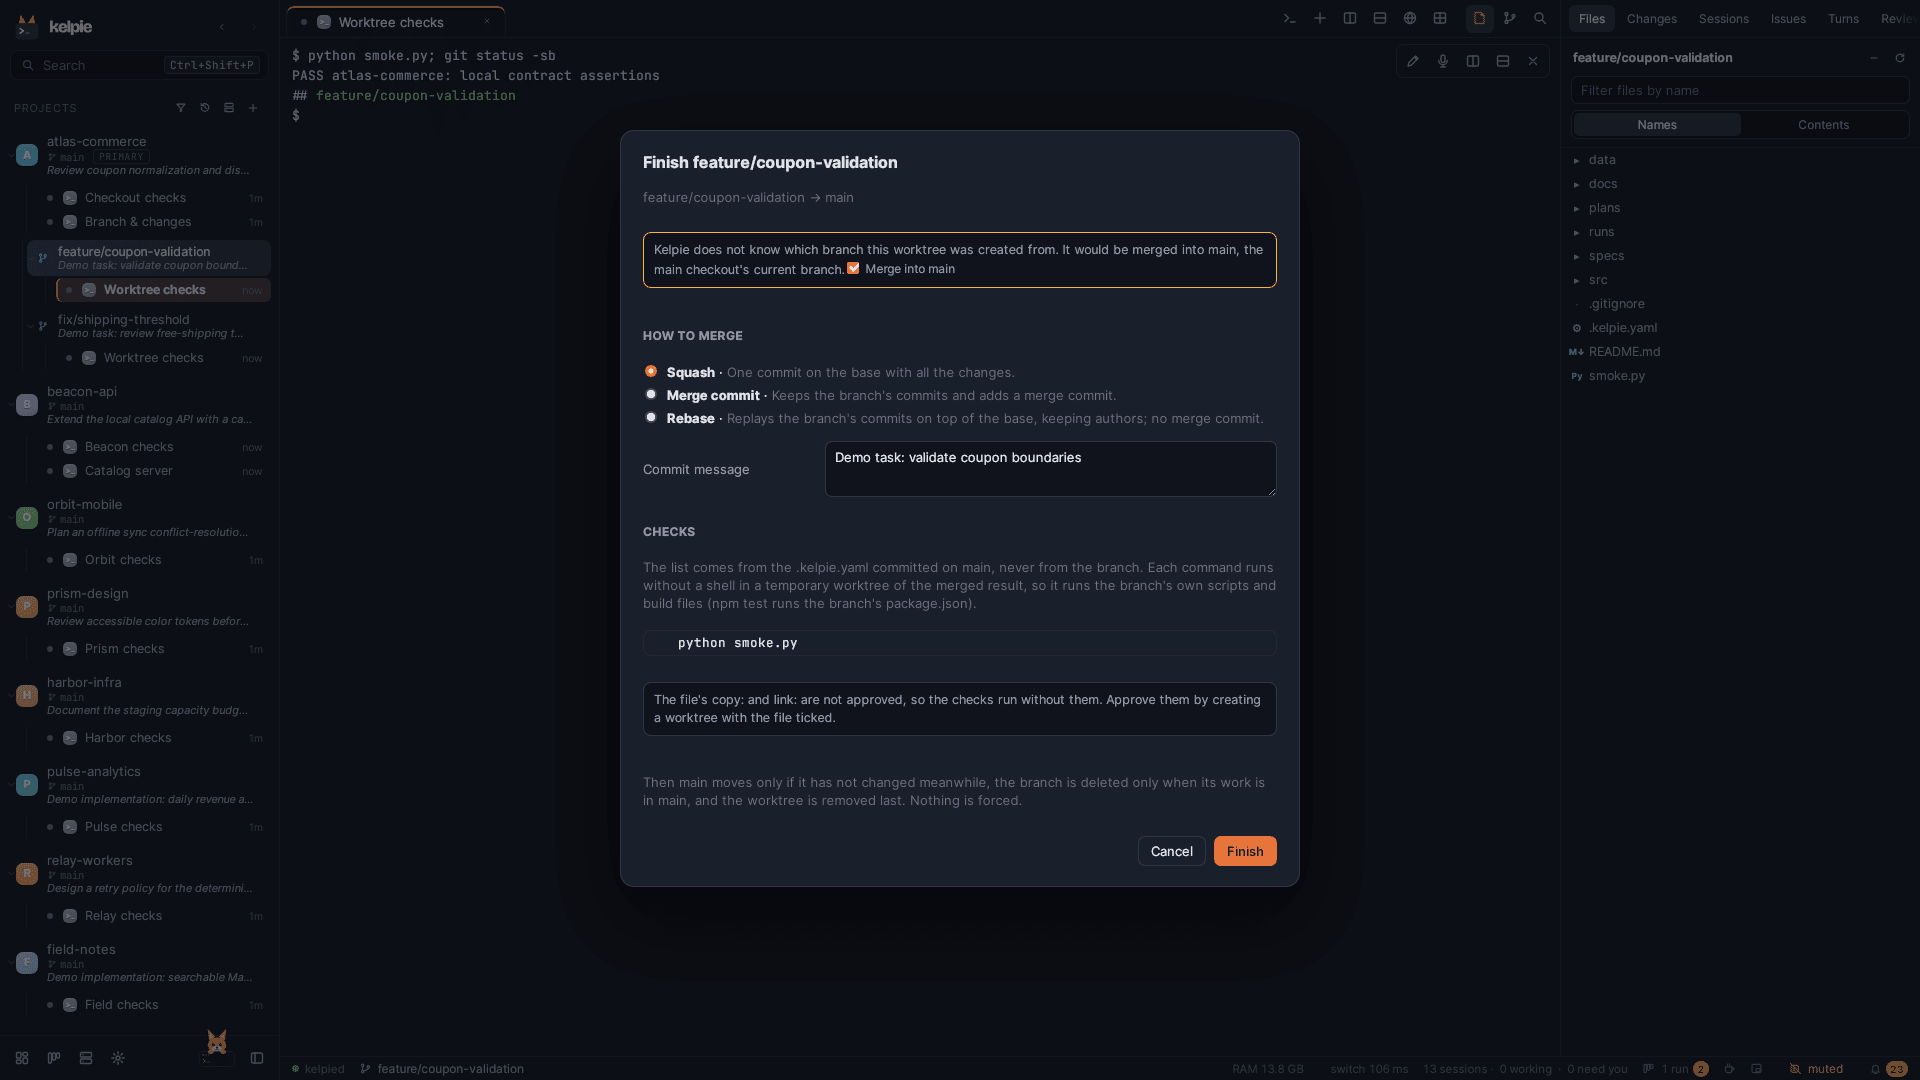 kelpie
Search
Ctrl+Shift+P
PROJECTS
A
atlas-commerce
main PRIMARY
Review coupon normalization and dis...
Checkout checks 1m
Branch & changes 1m
feature/coupon-validation
Demo task: validate coupon bound...
Worktree checks now
fix/shipping-threshold
Demo task: review free-shipping t...
Worktree checks now
B
beacon-api
main
Extend the local catalog API with a ca...
Beacon checks now
Catalog server now
O
orbit-mobile
main
Plan an offline sync conflict-resolutio...
Orbit checks 1m
P
prism-design
main
Review accessible color tokens befor...
Prism checks 1m
H
harbor-infra
main
Document the staging capacity budg...
Harbor checks 1m
P
pulse-analytics
main
Demo implementation: daily revenue a...
Pulse checks 1m
R
relay-workers
main
Design a retry policy for the determini...
Relay checks 1m
F
field-notes
main
Demo implementation: searchable Ma...
Field checks 1m
Worktree checks ×
$ python smoke.py; git status -sb
PASS atlas-commerce: local contract assertions
## feature/coupon-validation
$
Finish feature/coupon-validation
feature/coupon-validation → main
Kelpie does not know which branch this worktree was created from. It would be merged into main, the
main checkout's current branch. Merge into main
HOW TO MERGE
Squash · One commit on the base with all the changes.
Merge commit · Keeps the branch's commits and adds a merge commit.
Rebase · Replays the branch's commits on top of the base, keeping authors; no merge commit.
Commit message
Demo task: validate coupon boundaries
CHECKS
The list comes from the .kelpie.yaml committed on main, never from the branch. Each command runs
without a shell in a temporary worktree of the merged result, so it runs the branch's own scripts and
build files (npm test runs the branch's package.json).
python smoke.py
The file's copy: and link: are not approved, so the checks run without them. Approve them by creating
a worktree with the file ticked.
Then main moves only if it has not changed meanwhile, the branch is deleted only when its work is
in main, and the worktree is removed last. Nothing is forced.
Cancel
Finish
Files Changes Sessions Issues Turns Revie
feature/coupon-validation
Filter files by name
Names Contents
data
docs
plans
runs
specs
src
.gitignore
.kelpie.yaml
M↓ README.md
Py smoke.py
kelpied feature/coupon-validation
RAM 13.8 GB switch 106 ms 13 sessions · 0 working · 0 need you 1 run 2 muted 23